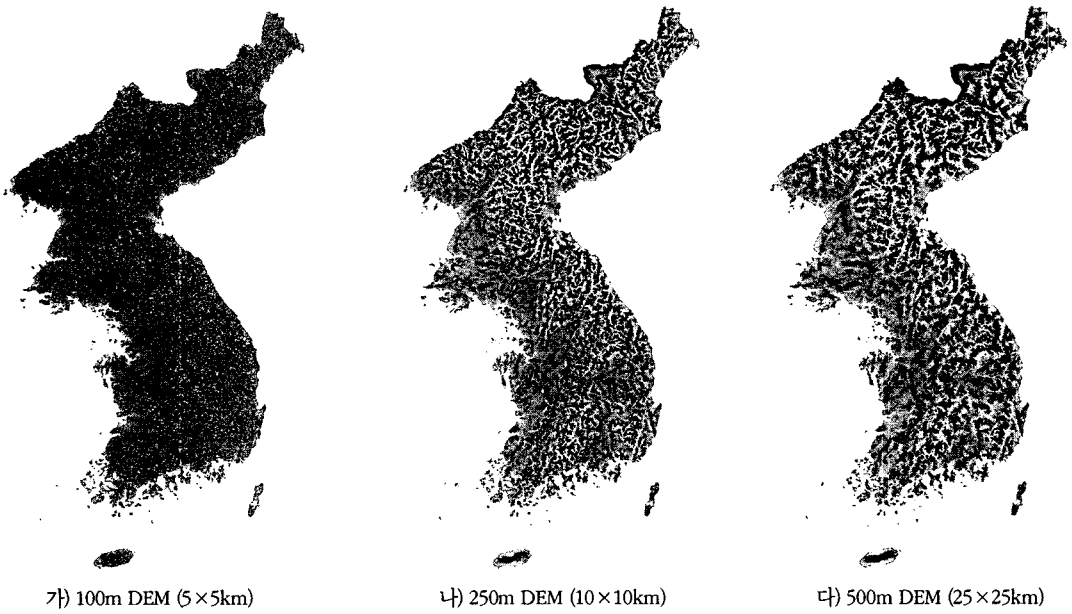 가) 100m DEM (5×5km)
나) 250m DEM (10×10km)
다) 500m DEM (25×25km)